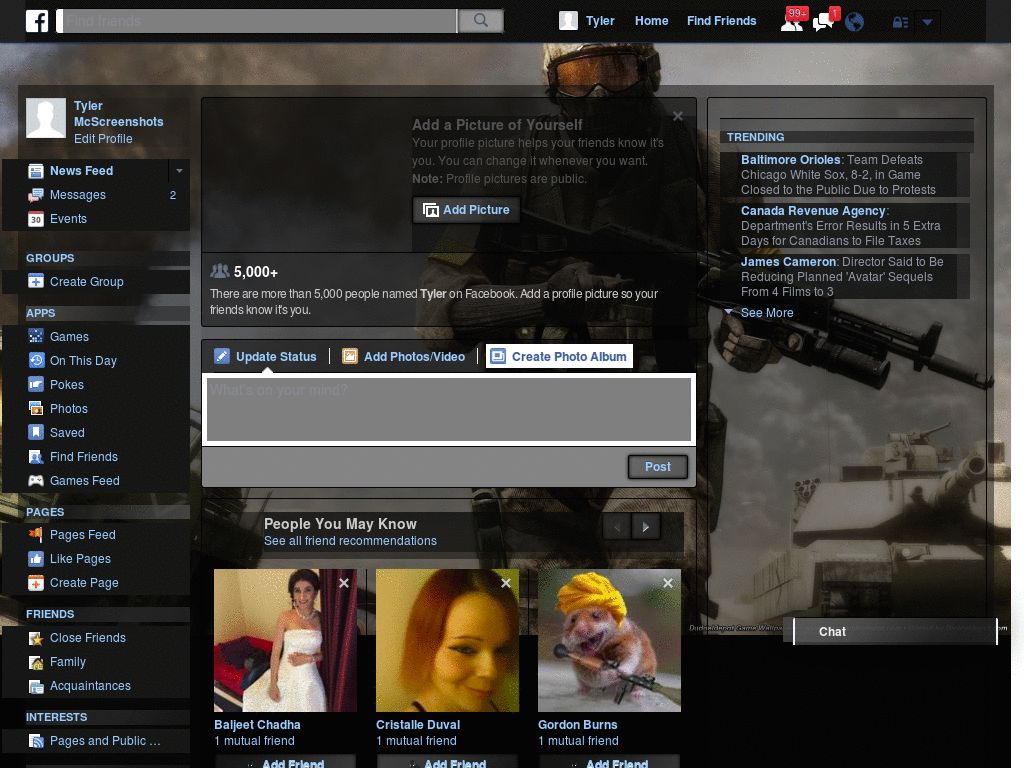 f
Find friends
Tyler
Home
Find Friends
99+
1
Tyler
McScreenshots
Edit Profile
News Feed
Messages
2
30
Events
GROUPS
Create Group
APPS
Games
On This Day
Pokes
Photos
Saved
Find Friends
Games Feed
PAGES
Pages Feed
Like Pages
Create Page
FRIENDS
Close Friends
Family
Acquaintances
INTERESTS
Pages and Public ...
Add a Picture of Yourself
Your profile picture helps your friends know it's
you. You can change it whenever you want.
Note: Profile pictures are public.
Add Picture
5,000+
There are more than 5,000 people named Tyler on Facebook. Add a profile picture so your
friends know it's you.
Update Status
Add Photos/Video
Create Photo Album
What's on your mind?
Post
People You May Know
See all friend recommendations
Baljeet Chadha
1 mutual friend
Add Friend
Cristalle Duval
1 mutual friend
Add Friend
Gordon Burns
1 mutual friend
Add Friend
TRENDING
Baltimore Orioles: Team Defeats
Chicago White Sox, 8-2, in Game
Closed to the Public Due to Protests
Canada Revenue Agency:
Department's Error Results in 5 Extra
Days for Canadians to File Taxes
James Cameron: Director Said to Be
Reducing Planned 'Avatar' Sequels
From 4 Films to 3
See More
Chat